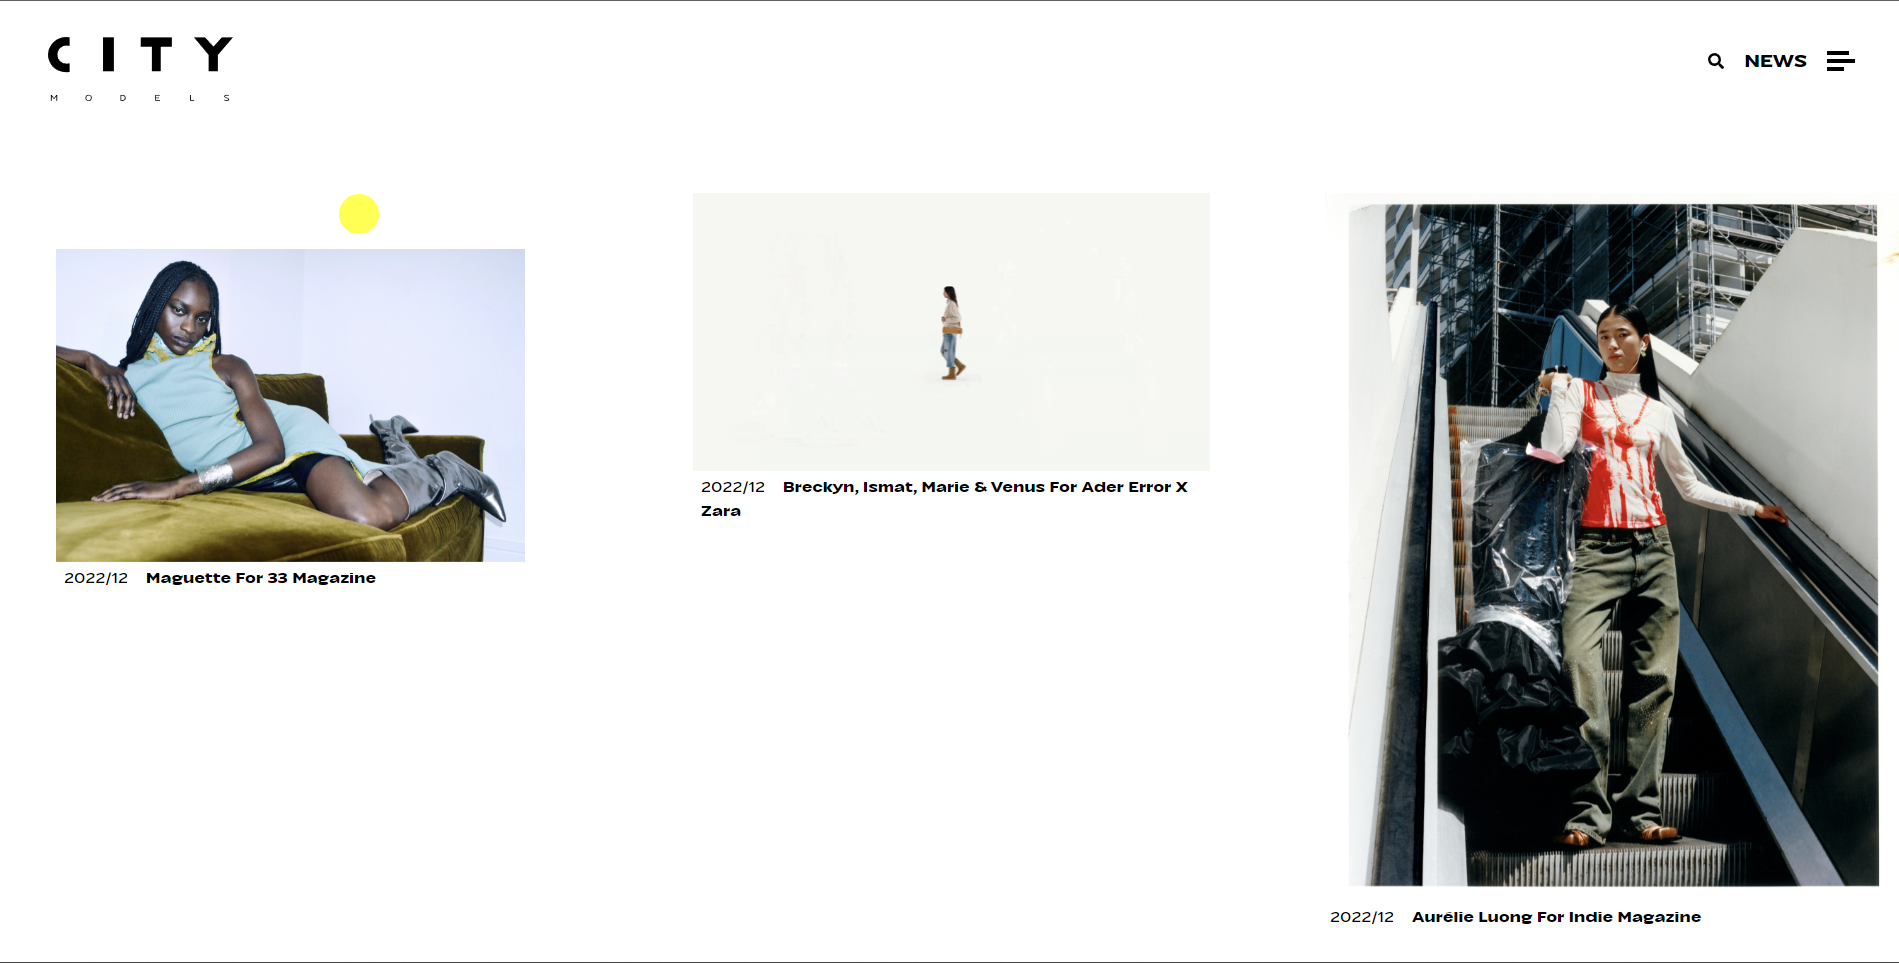 CITY
MODELS
NEWS
2022/12 Maguette For 33 Magazine
2022/12 Breckyn, Ismat, Marie & Venus For Ader Error X
Zara
2022/12 Aurélie Luong For Indie Magazine